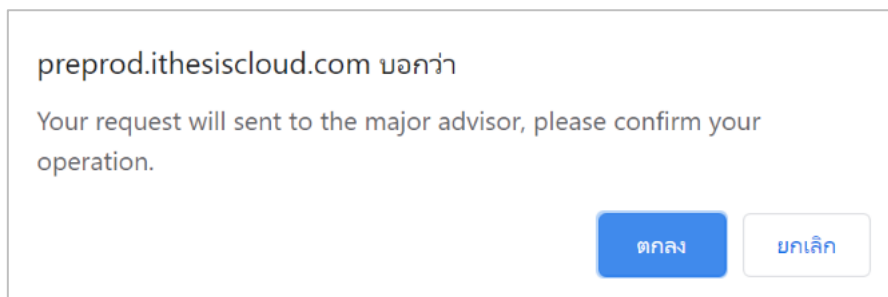 preprod.ithesiscloud.com บอกว่า
Your request will sent to the major advisor, please confirm your
operation.
ตกลง
ยกเลิก